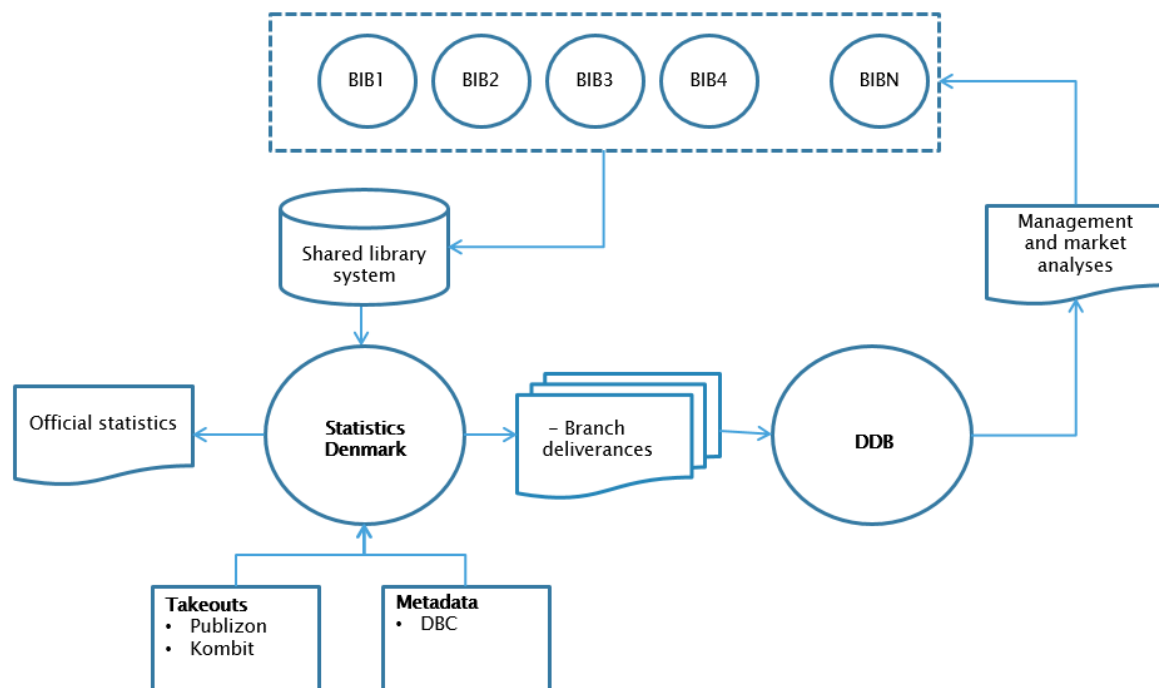 BIB1
BIB2
BIB3
BIB4
BIBN
Shared library
system
Management
and market
analyses
Official statistics
Statistics
Denmark
– Branch
deliverances
DDB
Takeouts
• Publizon
• Kombit
Metadata
• DBC